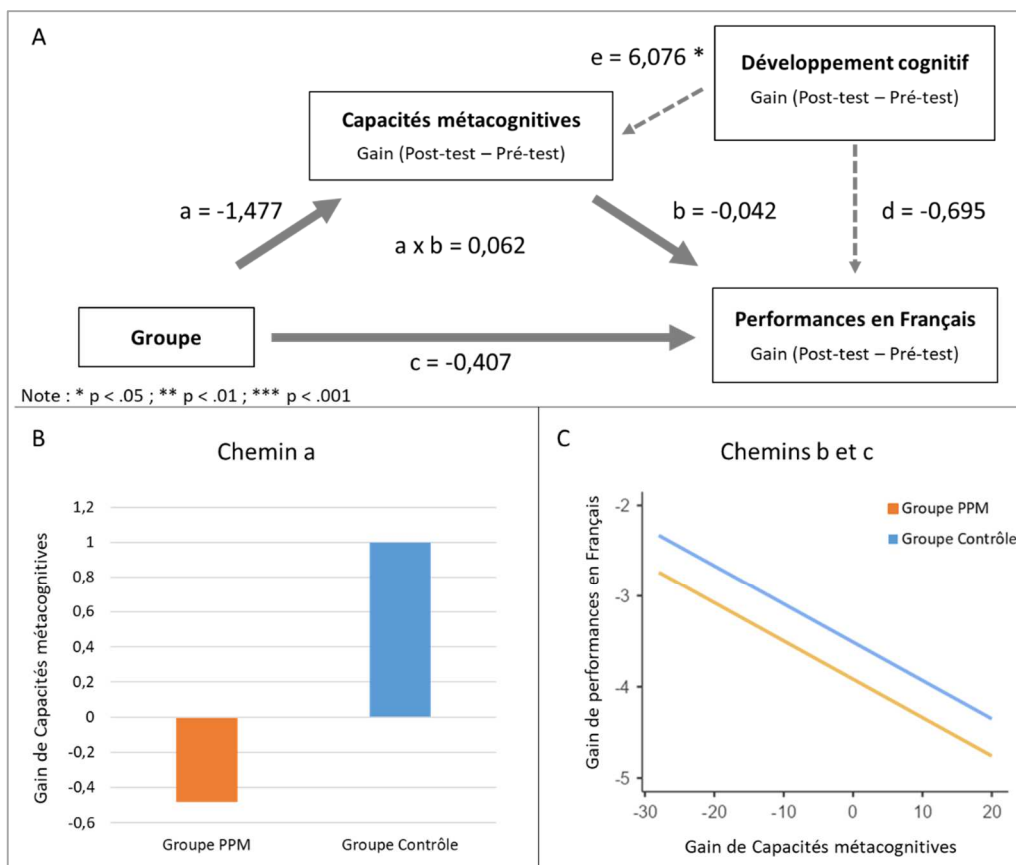 A
e = 6,076 *
Développement cognitif
Gain (Post-test – Pré-test)
Capacités métacognitives
Gain (Post-test – Pré-test)
a = -1,477
b = -0,042
d = -0,695
a x b = 0,062
Groupe
Performances en Français
Gain (Post-test – Pré-test)
c = -0,407
Note : * p < .05 ; ** p < .01 ; *** p < .001
B
Chemin a
Gain de Capacités métacognitives
1,2
1
0,8
0,6
0,4
0,2
0
-0,2
-0,4
-0,6
Groupe PPM
Groupe Contrôle
C
Chemins b et c
Groupe PPM
Groupe Contrôle
Gain de performances en Français
-2
-3
-4
-5
-30
-20
-10
0
10
20
Gain de Capacités métacognitives